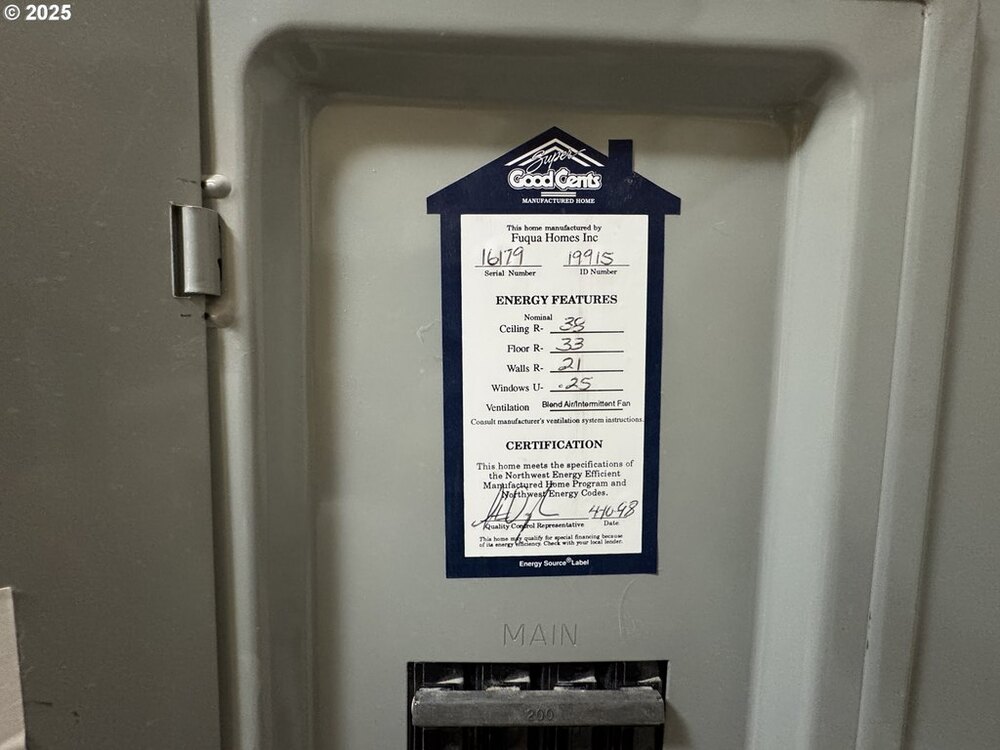 © 2025
Super
Good Cents
MANUFACTURED HOME
This home manufactured by
Fuqua Homes Inc
16179 19915
Serial Number ID Number
ENERGY FEATURES
Nominal
Ceiling R- 38
Floor R- 33
Walls R- 21
Windows U- .25
Ventilation Blend Air/Intermittent Fan
Consult manufacturer's ventilation system instructions.
CERTIFICATION
This home meets the specifications of
the Northwest Energy Efficient
Manufactured Home Program and
Northwest Energy Codes.
4-10-98
Quality Control Representative Date
This home may qualify for special financing because
of its energy efficiency. Check with your local lender.
Energy Source® Label
MAIN
200